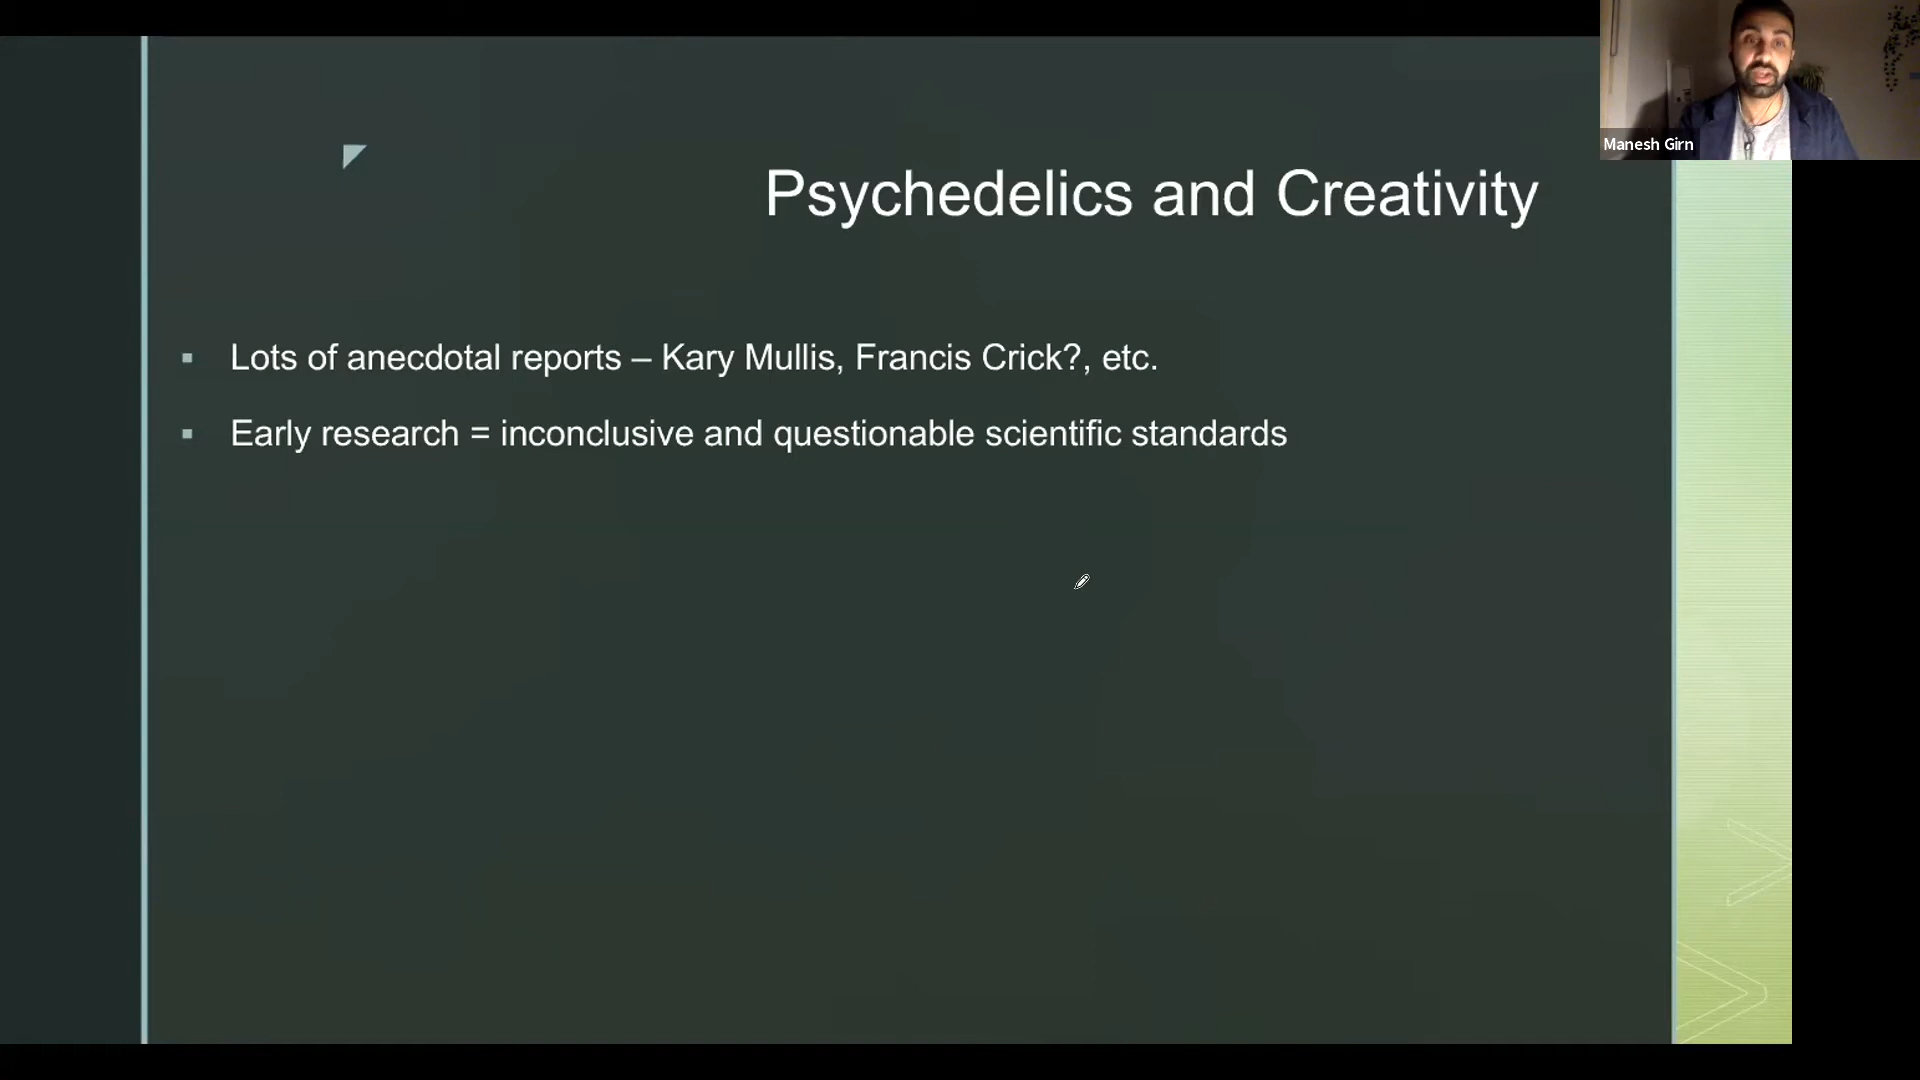 Manesh Girn
Psychedelics and Creativity
Lots of anecdotal reports – Kary Mullis, Francis Crick?, etc.
Early research = inconclusive and questionable scientific standards